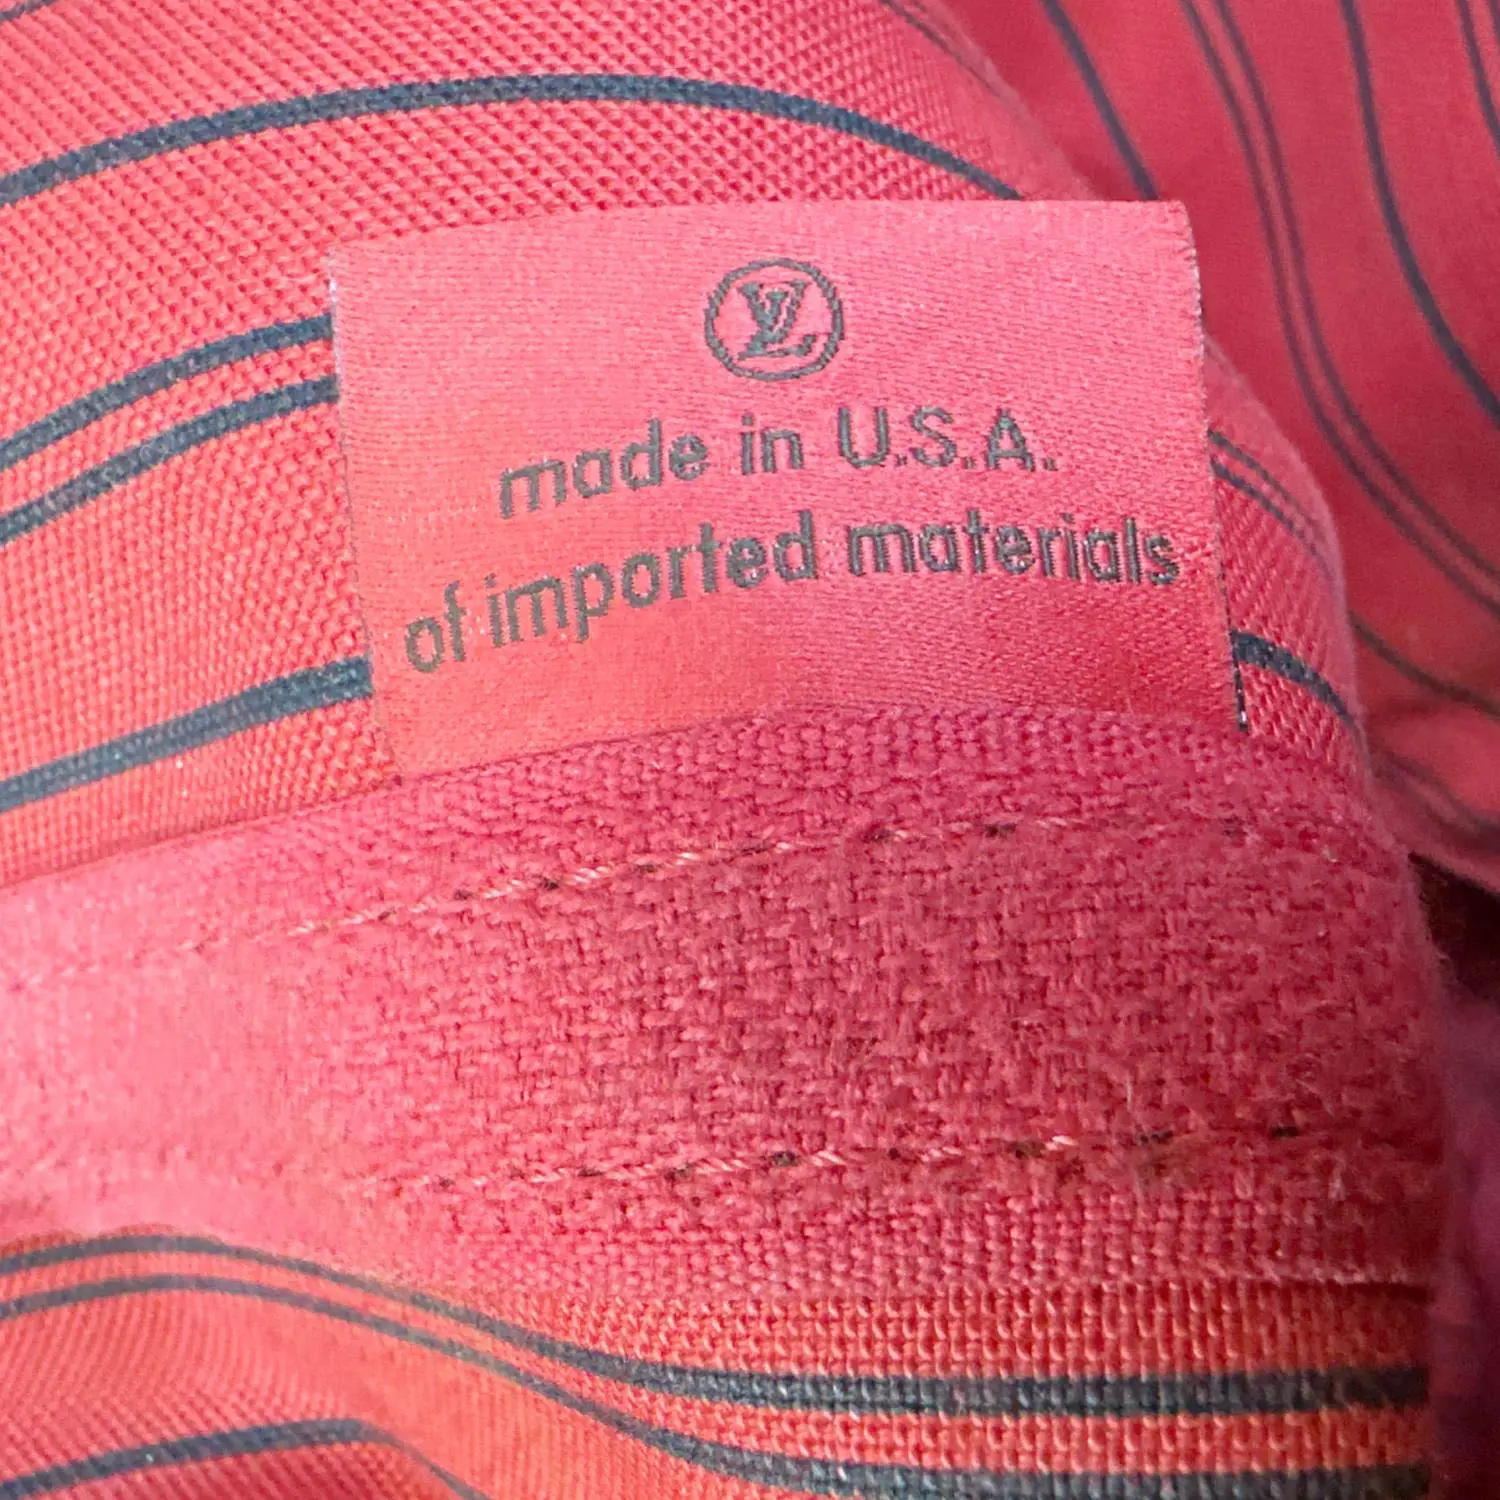 LV
made in U.S.A.
of imported materials